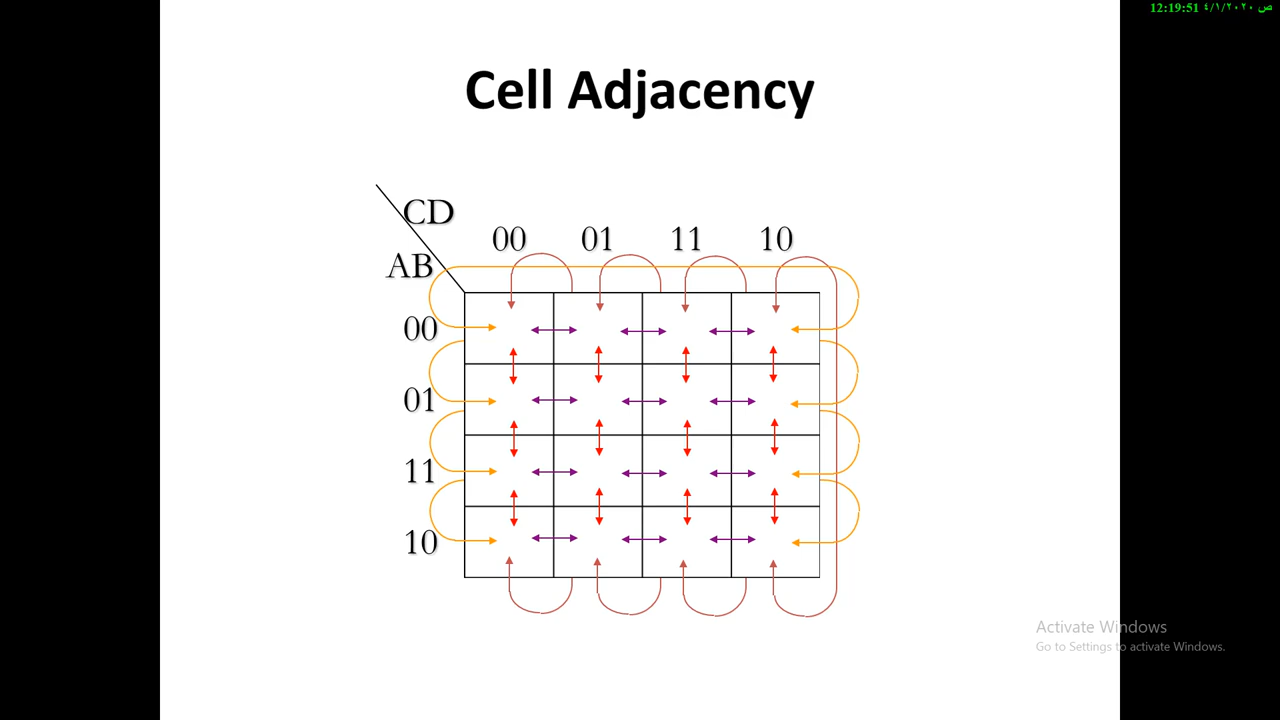 ص ٤/١/٢٠٢٠ 12:19:51
Cell Adjacency
CD
00 01 11 10
AB
00
01
11
10
Activate Windows
Go to Settings to activate Windows.